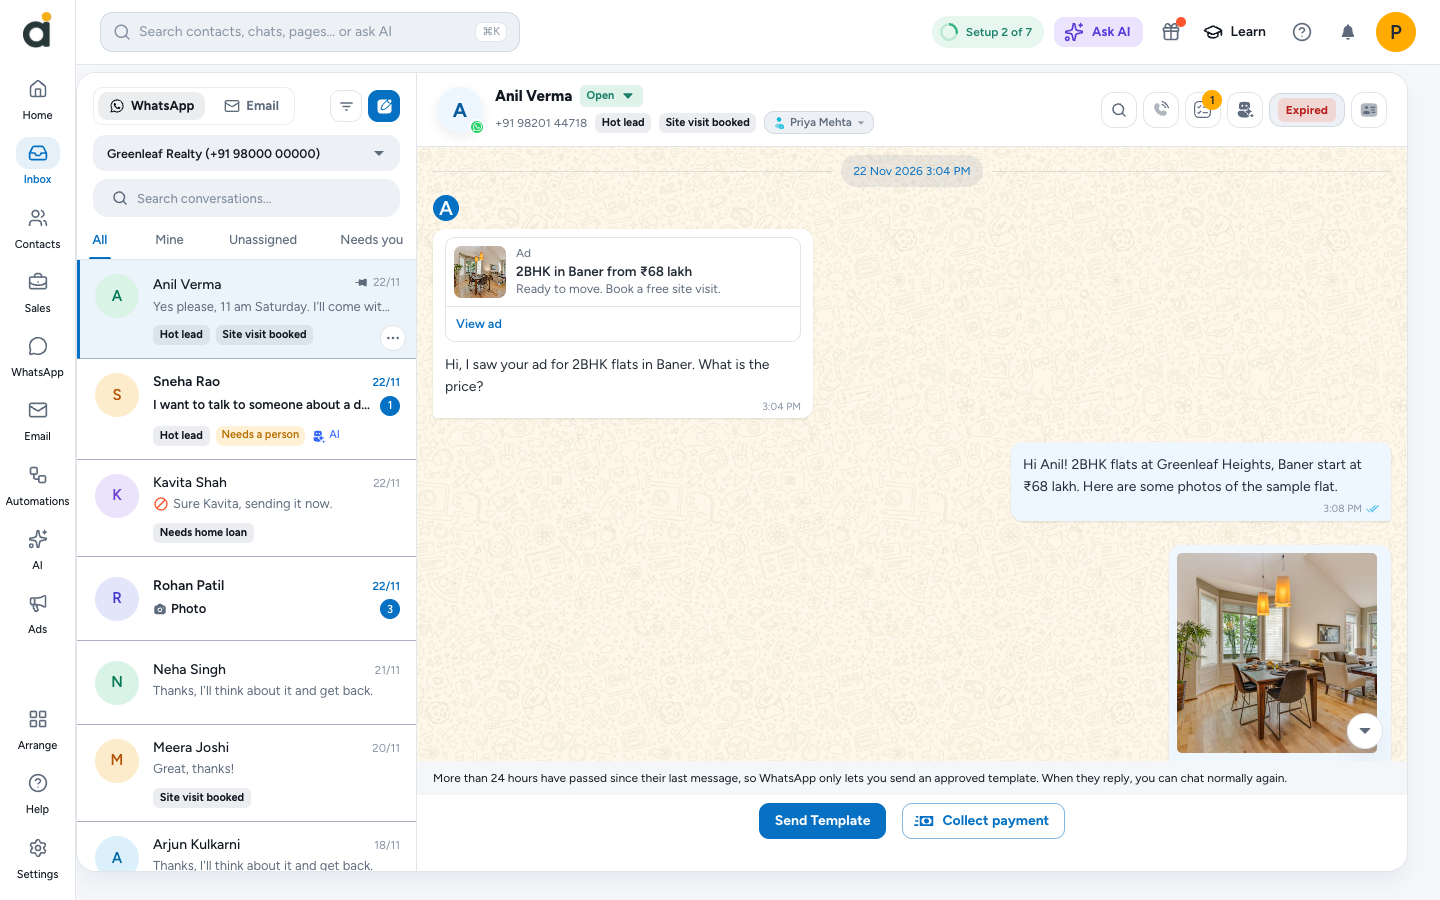 Search contacts, chats, pages... or ask AI
⌘K
Setup 2 of 7
Ask AI
Learn
P
Home
Inbox
Contacts
Sales
WhatsApp
Email
Automations
AI
Ads
Arrange
Help
Settings
WhatsApp
Email
Greenleaf Realty (+91 98000 00000)
Search conversations...
All
Mine
Unassigned
Needs you
A
Anil Verma
22/11
Yes please, 11 am Saturday. I'll come wit...
Hot lead
Site visit booked
S
Sneha Rao
22/11
I want to talk to someone about a d...
1
Hot lead
Needs a person
AI
K
Kavita Shah
22/11
Sure Kavita, sending it now.
Needs home loan
R
Rohan Patil
22/11
Photo
3
N
Neha Singh
21/11
Thanks, I'll think about it and get back.
M
Meera Joshi
20/11
Great, thanks!
Site visit booked
A
Arjun Kulkarni
18/11
Thanks, I'll think about it and get back.
A
Anil Verma
Open
+91 98201 44718
Hot lead
Site visit booked
Priya Mehta
1
Expired
22 Nov 2026 3:04 PM
A
Ad
2BHK in Baner from ₹68 lakh
Ready to move. Book a free site visit.
View ad
Hi, I saw your ad for 2BHK flats in Baner. What is the
price?
3:04 PM
Hi Anil! 2BHK flats at Greenleaf Heights, Baner start at
₹68 lakh. Here are some photos of the sample flat.
3:08 PM
More than 24 hours have passed since their last message, so WhatsApp only lets you send an approved template. When they reply, you can chat normally again.
Send Template
Collect payment